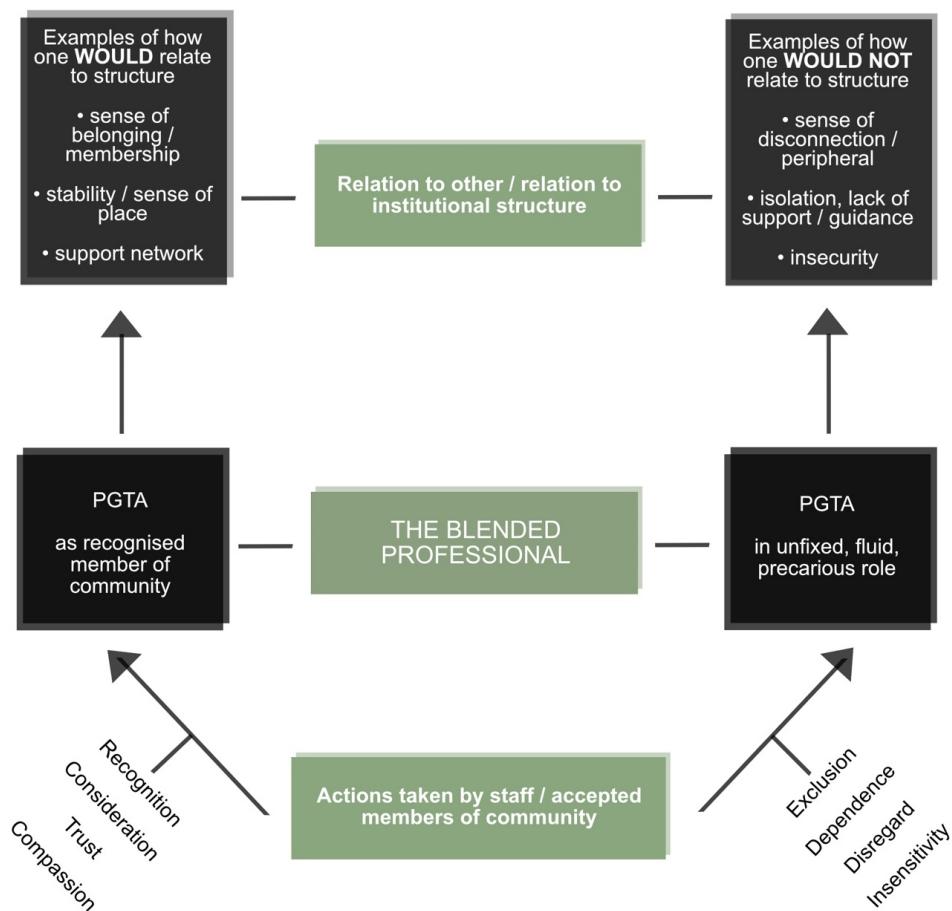 Examples of how
one WOULD relate
to structure
• sense of
belonging /
membership
• stability / sense of
place
• support network
Relation to other / relation to
institutional structure
Examples of how
one WOULD NOT
relate to structure
• sense of
disconnection /
peripheral
• isolation, lack of
support / guidance
• insecurity
PGTA
as recognised
member of
community
THE BLENDED
PROFESSIONAL
PGTA
in unfixed, fluid,
precarious role
Recognition
Consideration
Trust
Compassion
Actions taken by staff / accepted
members of community
Exclusion
Dependence
Disregard
Insensitivity